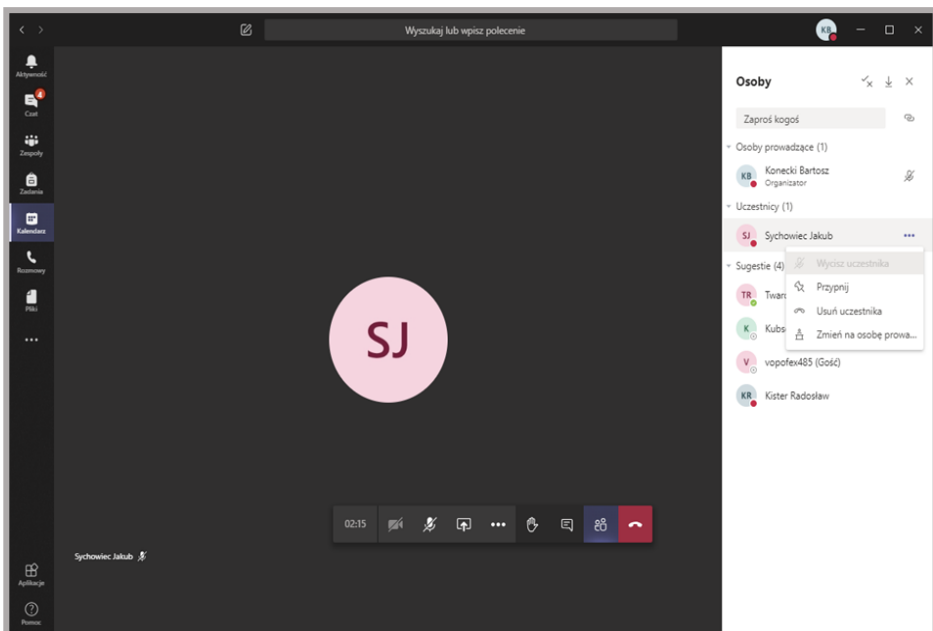 Wyszukaj lub wpisz polecenie
KB
Aktywność
4
Czat
Zespoły
Zadania
Kalendarz
Rozmowy
Pliki
Aplikacje
Pomoc
SJ
02:15
Sychowiec Jakub
Osoby
Zaproś kogoś
Osoby prowadzące (1)
KB Konecki Bartosz
Organizator
Uczestnicy (1)
SJ Sychowiec Jakub
Sugestie (4)
Wycisz uczestnika
Przypnij
Usuń uczestnika
Zmień na osobę prowa...
TR
K
V vopofex485 (Gość)
KR Kister Radosław